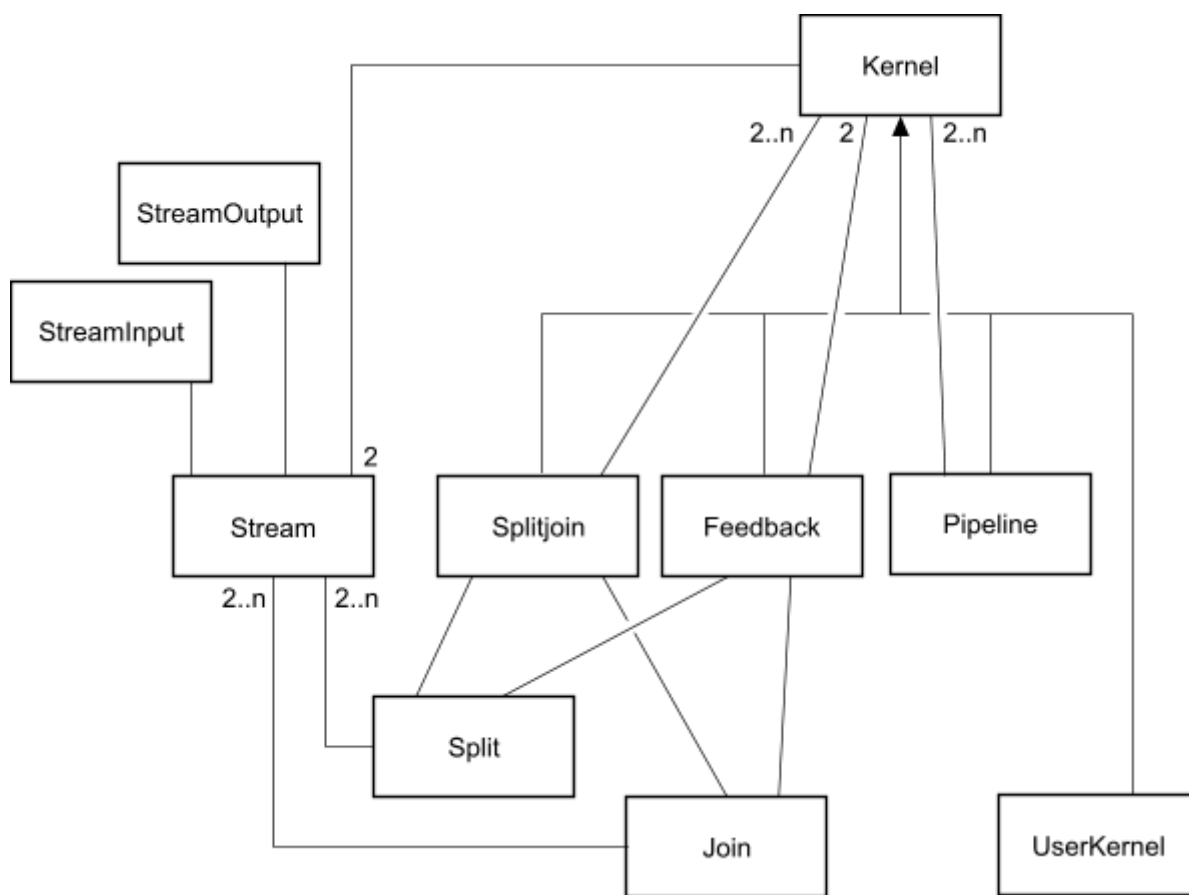 Kernel
2..n
2
2..n
StreamOutput
StreamInput
2
Stream
Splitjoin
Feedback
Pipeline
2..n
2..n
Split
Join
UserKernel